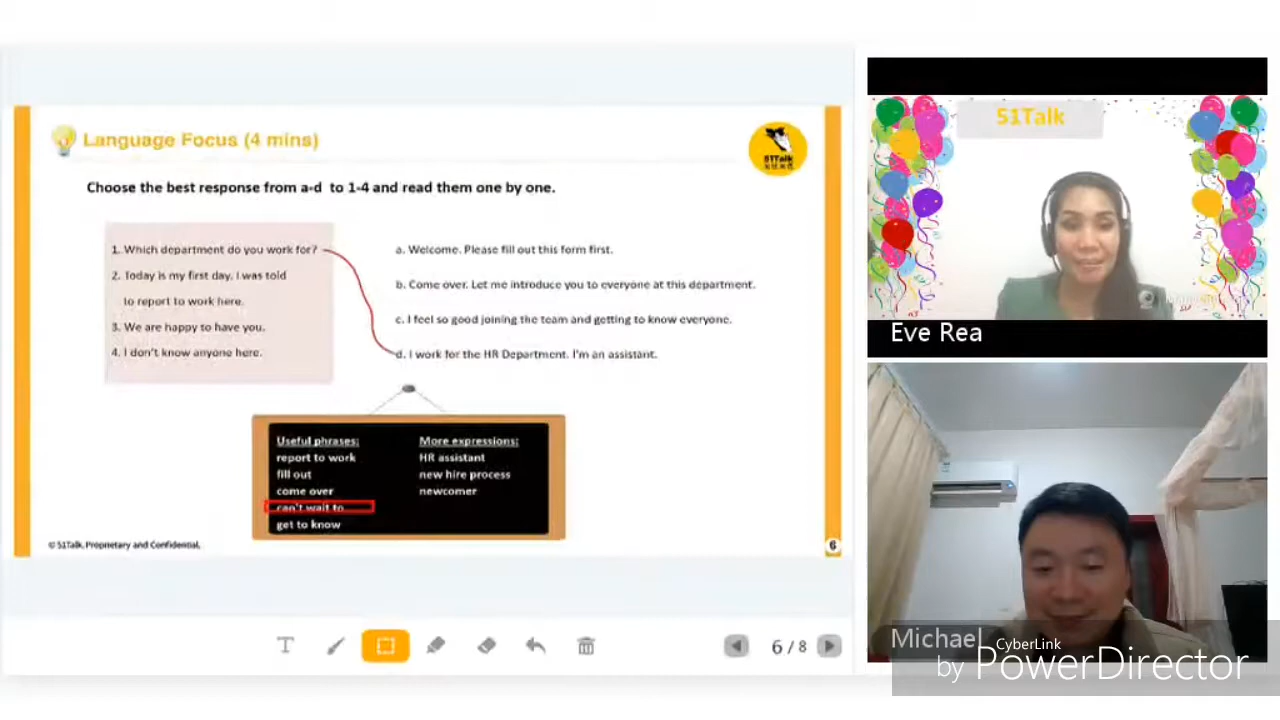 Language Focus (4 mins)
51Talk
Choose the best response from a-d to 1-4 and read them one by one.
1. Which department do you work for?
2. Today is my first day. I was told
to report to work here.
3. We are happy to have you.
4. I don't know anyone here.
a. Welcome. Please fill out this form first.
b. Come over. Let me introduce you to everyone at this department.
c. I feel so good joining the team and getting to know everyone.
d. I work for the HR Department. I'm an assistant.
Useful phrases:
report to work
fill out
come over
can't wait to
get to know
More expressions:
HR assistant
new hire process
newcomer
© 51Talk. Proprietary and Confidential.
6
T
6 / 8
51Talk
Eve Rea
Michael
CyberLink
by PowerDirector